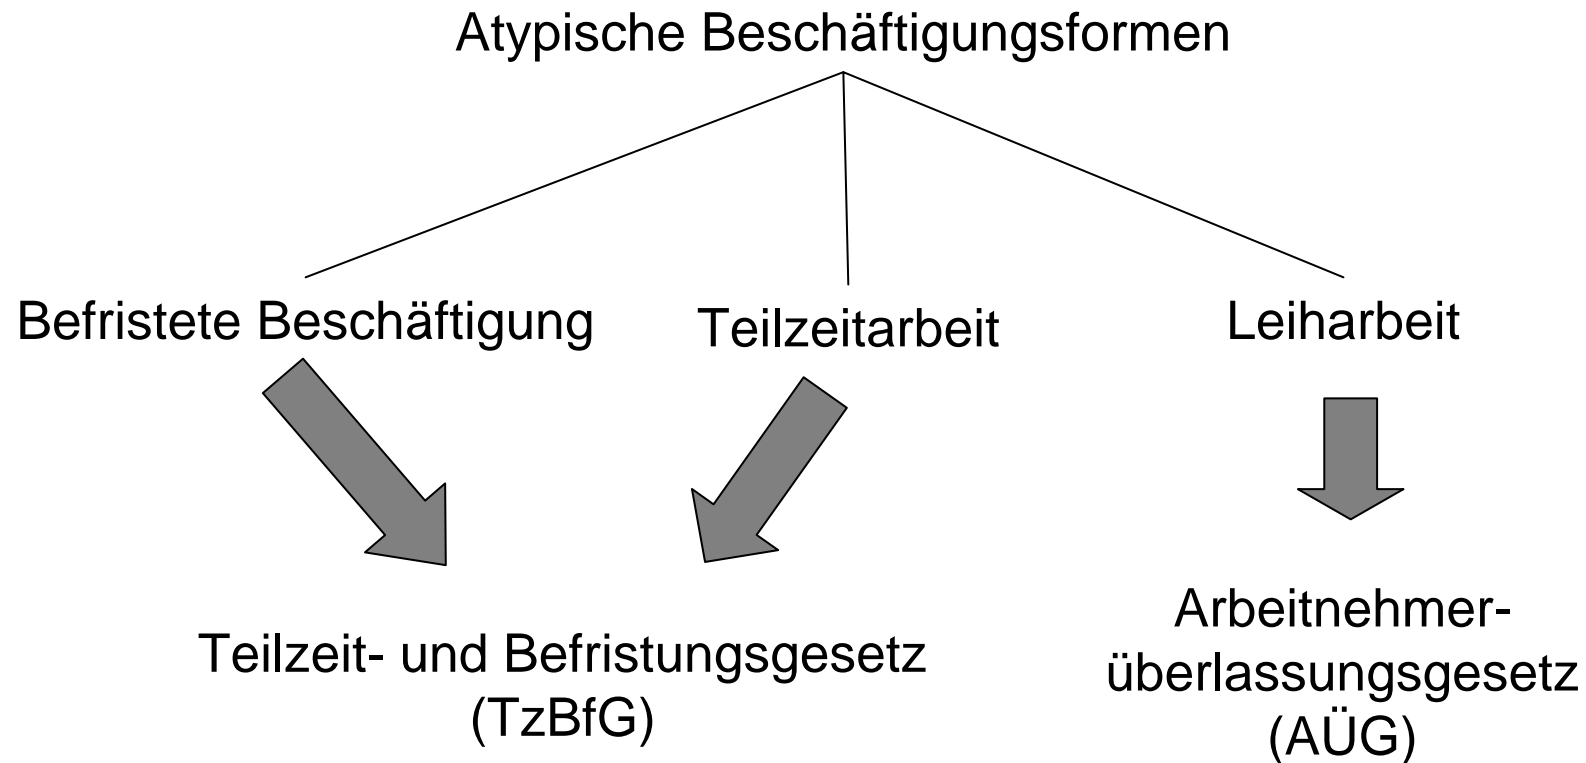 Atypische Beschäftigungsformen
Befristete Beschäftigung
Teilzeitarbeit
Leiharbeit
Teilzeit- und Befristungsgesetz
(TzBfG)
Arbeitnehmer-
überlassungsgesetz
(AÜG)